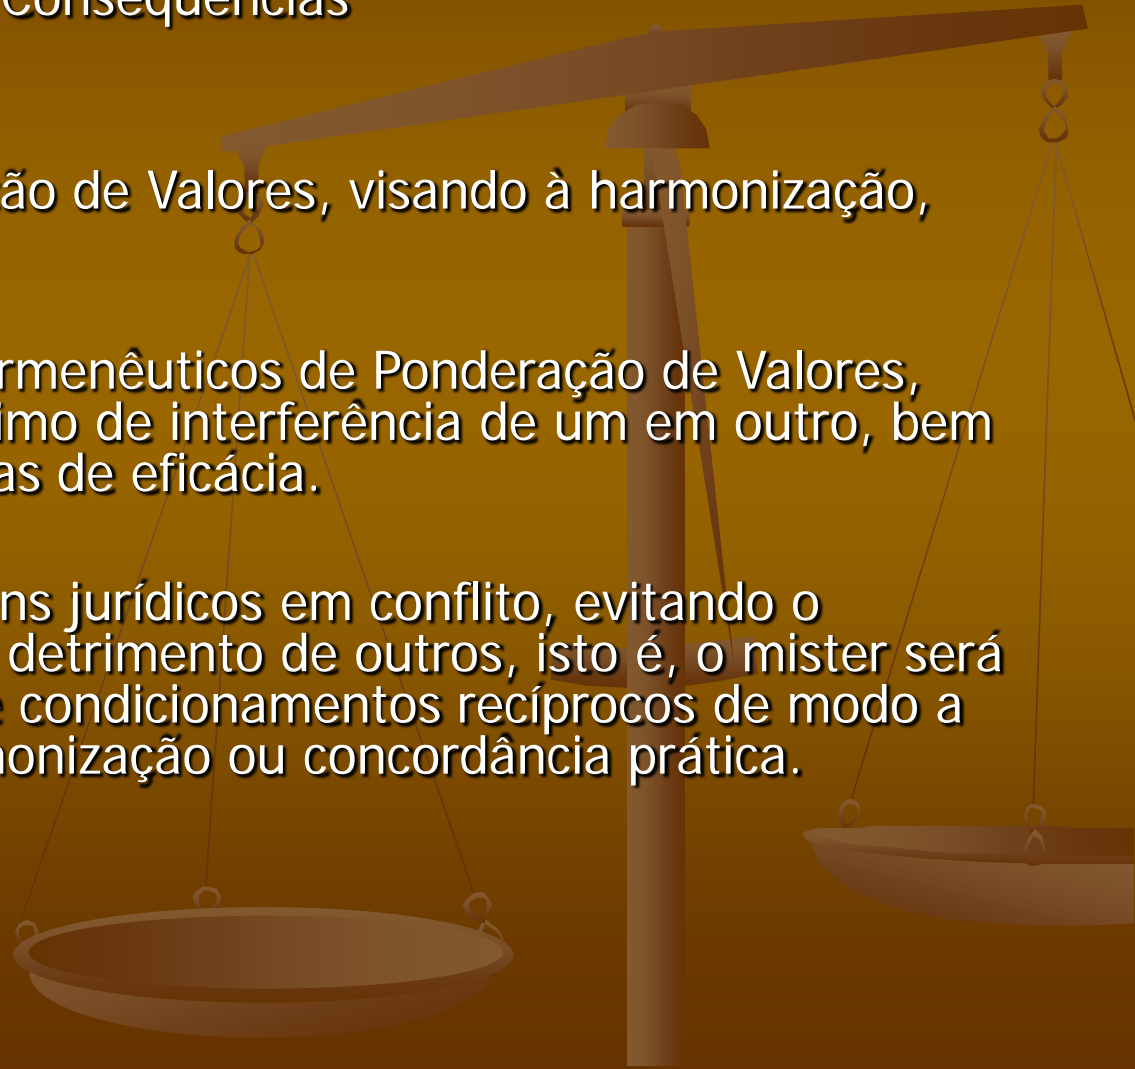 Consequências
ão de Valores, visando à harmonização,
rmenêuticos de Ponderação de Valores,
imo de interferência de um em outro, bem
as de eficácia.
ns jurídicos em conflito, evitando o
detrimento de outros, isto é, o mister será
e condicionamentos recíprocos de modo a
nonização ou concordância prática.